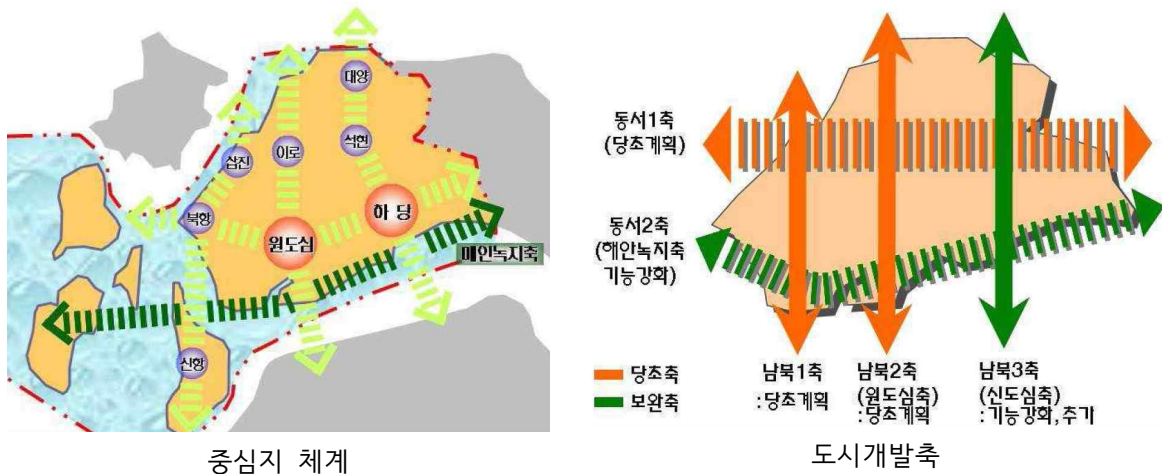 대양
삽진
이로
석현
북항
원도심
하 당
메인녹지축
신항
중심지 체계
동서1축
(당초계획)
동서2축
(해안녹지축
기능강화)
당초축
보완축
남북1축
:당초계획
남북2축
(원도심축)
:당초계획
남북3축
(신도심축)
:기능강화,추가
도시개발축